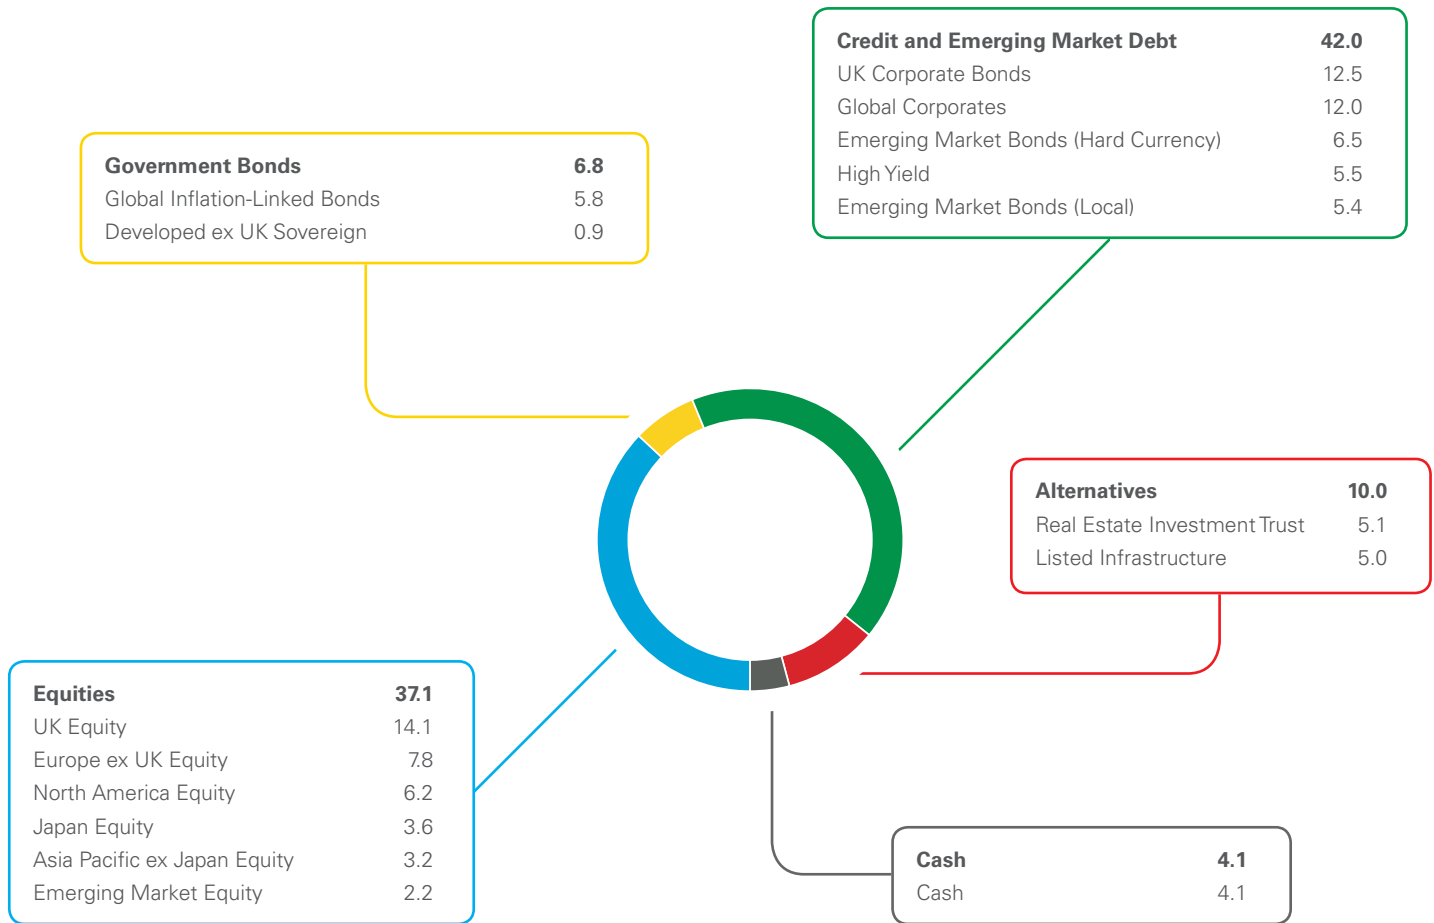 Credit and Emerging Market Debt 42.0
UK Corporate Bonds 12.5
Global Corporates 12.0
Emerging Market Bonds (Hard Currency) 6.5
High Yield 5.5
Emerging Market Bonds (Local) 5.4
Government Bonds 6.8
Global Inflation-Linked Bonds 5.8
Developed ex UK Sovereign 0.9
Alternatives 10.0
Real Estate Investment Trust 5.1
Listed Infrastructure 5.0
Equities 37.1
UK Equity 14.1
Europe ex UK Equity 7.8
North America Equity 6.2
Japan Equity 3.6
Asia Pacific ex Japan Equity 3.2
Emerging Market Equity 2.2
Cash 4.1
Cash 4.1